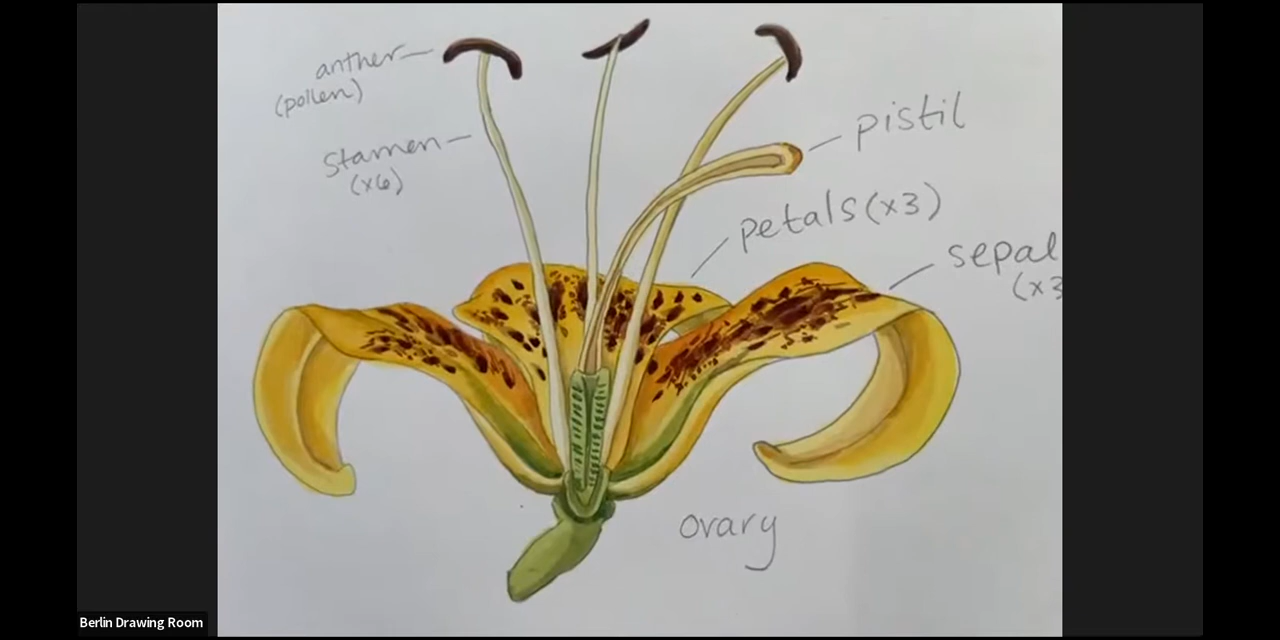 anther
(pollen)
stamen
(x6)
pistil
petals (x3)
sepal
(x3
ovary
Berlin Drawing Room